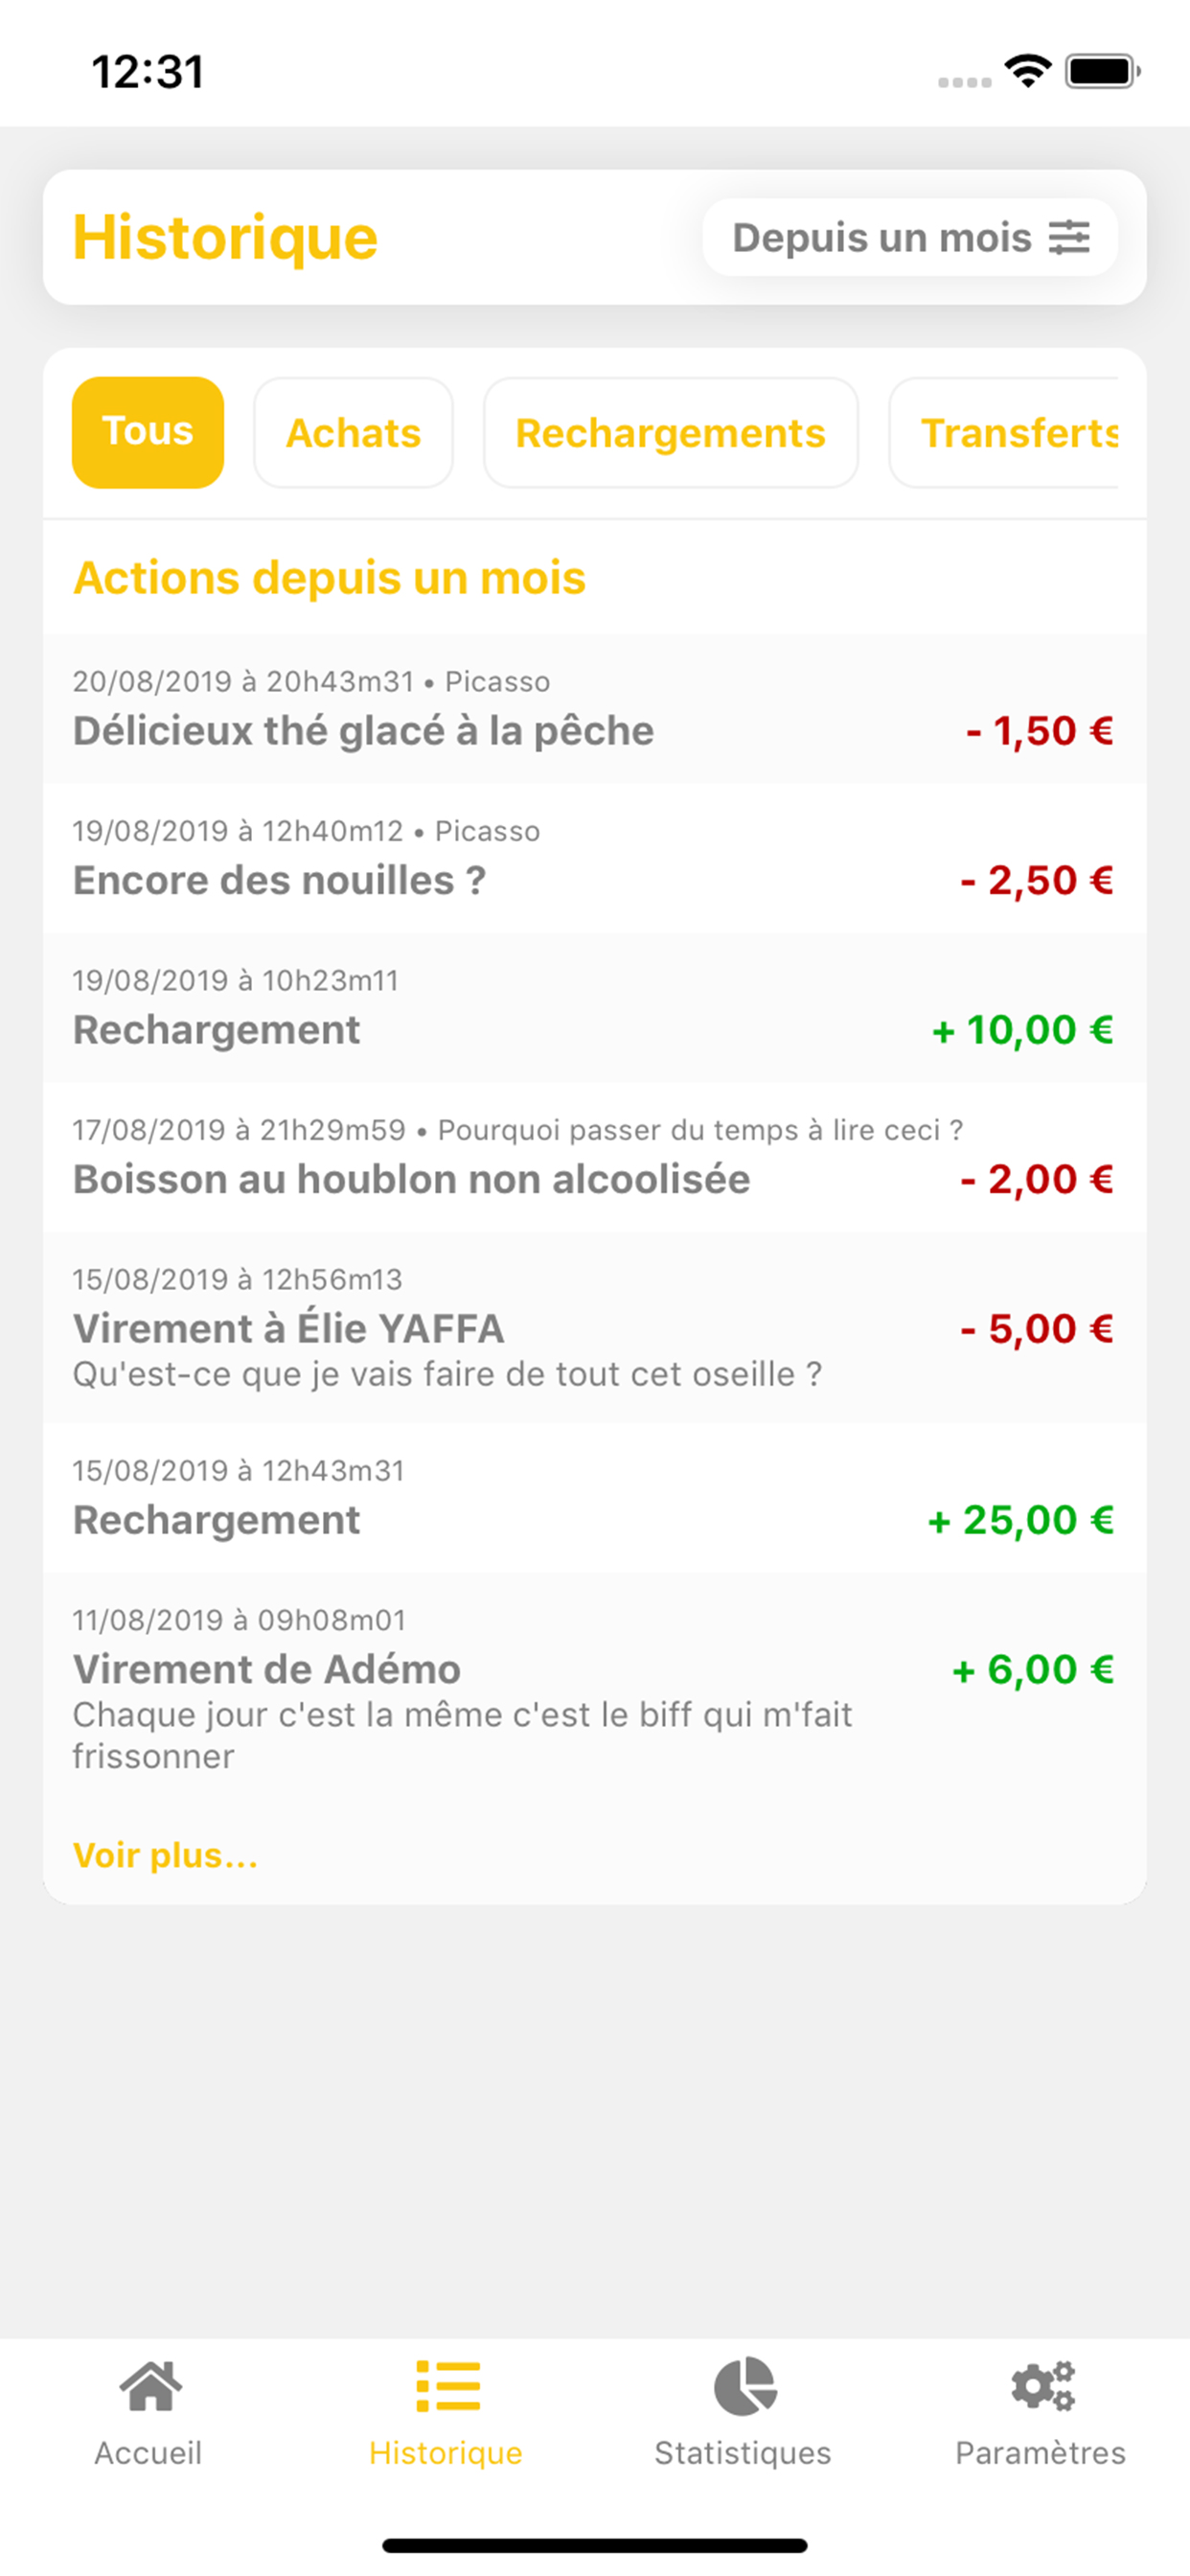 12:31
Historique
Depuis un mois
Tous
Achats
Rechargements
Transferts
Actions depuis un mois
20/08/2019 à 20h43m31 • Picasso
Délicieux thé glacé à la pêche
- 1,50 €
19/08/2019 à 12h40m12 • Picasso
Encore des nouilles ?
- 2,50 €
19/08/2019 à 10h23m11
Rechargement
+ 10,00 €
17/08/2019 à 21h29m59 • Pourquoi passer du temps à lire ceci ?
Boisson au houblon non alcoolisée
- 2,00 €
15/08/2019 à 12h56m13
Virement à Élie YAFFA
- 5,00 €
Qu'est-ce que je vais faire de tout cet oseille ?
15/08/2019 à 12h43m31
Rechargement
+ 25,00 €
11/08/2019 à 09h08m01
Virement de Adémo
+ 6,00 €
Chaque jour c'est la même c'est le biff qui m'fait
frissonner
Voir plus...
Accueil
Historique
Statistiques
Paramètres